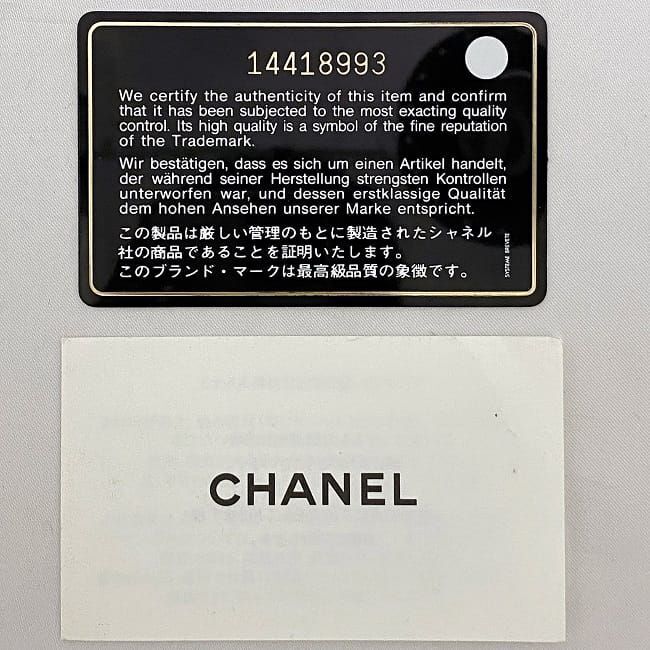 14418993
We certify the authenticity of this item and confirm
that it has been subjected to the most exacting quality
control. Its high quality is a symbol of the fine reputation
of the Trademark.
Wir bestätigen, dass es sich um einen Artikel handelt,
der während seiner Herstellung strengsten Kontrollen
unterworfen war, und dessen erstklassige Qualität
dem hohen Ansehen unserer Marke entspricht.
この製品は厳しい管理のもとに製造されたシャネル
社の商品であることを証明いたします。
このブランド・マークは最高級品質の象徴です。
SYSTEME BREVETE
CHANEL